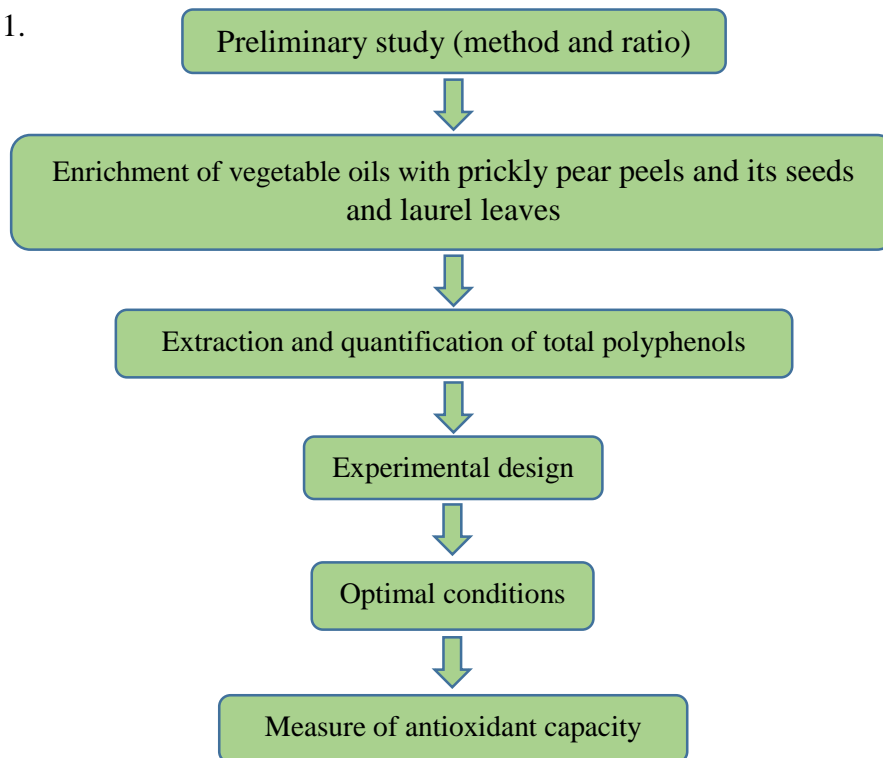 1.
Preliminary study (method and ratio)
Enrichment of vegetable oils with prickly pear peels and its seeds
and laurel leaves
Extraction and quantification of total polyphenols
Experimental design
Optimal conditions
Measure of antioxidant capacity